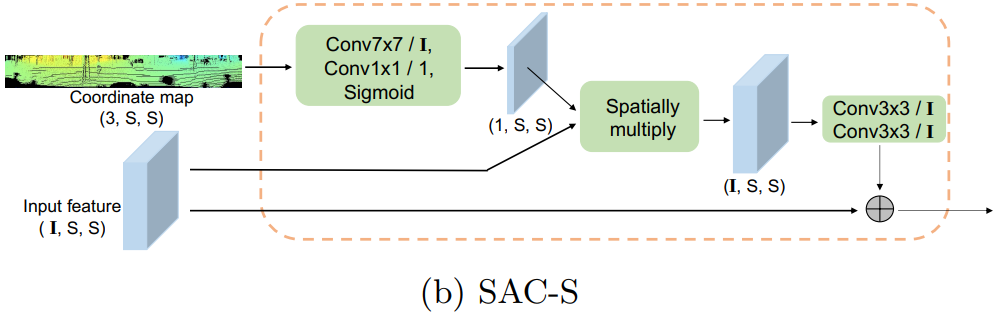 Conv7x7 / I,
Conv1x1 / 1,
Sigmoid
Coordinate map
(3, S, S)
(1, S, S)
Spatially
multiply
Conv3x3 / I
Conv3x3 / I
(I, S, S)
Input feature
( I, S, S)
(b) SAC-S